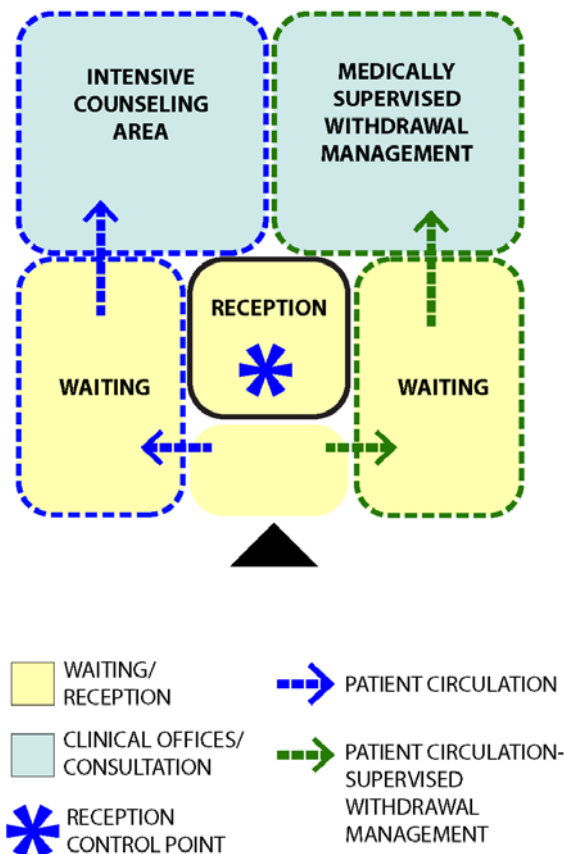 INTENSIVE
COUNSELING
AREA
MEDICALLY
SUPERVISED
WITHDRAWAL
MANAGEMENT
RECEPTION
WAITING
WAITING
WAITING/
RECEPTION
CLINICAL OFFICES/
CONSULTATION
RECEPTION
CONTROL POINT
PATIENT CIRCULATION
PATIENT CIRCULATION-
SUPERVISED
WITHDRAWAL
MANAGEMENT